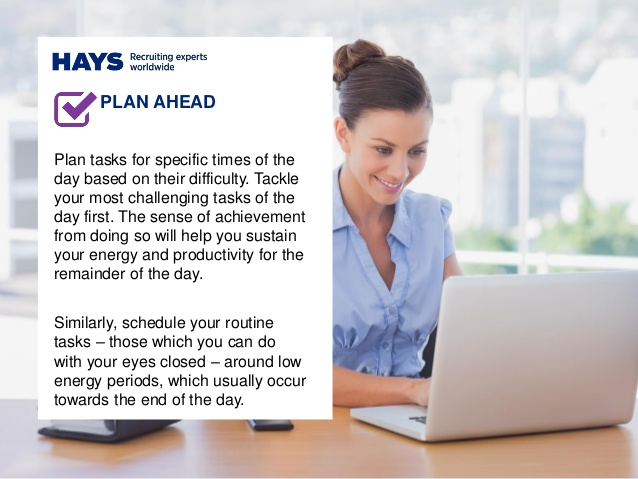 HAYS Recruiting experts
worldwide
PLAN AHEAD
Plan tasks for specific times of the
day based on their difficulty. Tackle
your most challenging tasks of the
day first. The sense of achievement
from doing so will help you sustain
your energy and productivity for the
remainder of the day.
Similarly, schedule your routine
tasks – those which you can do
with your eyes closed – around low
energy periods, which usually occur
towards the end of the day.